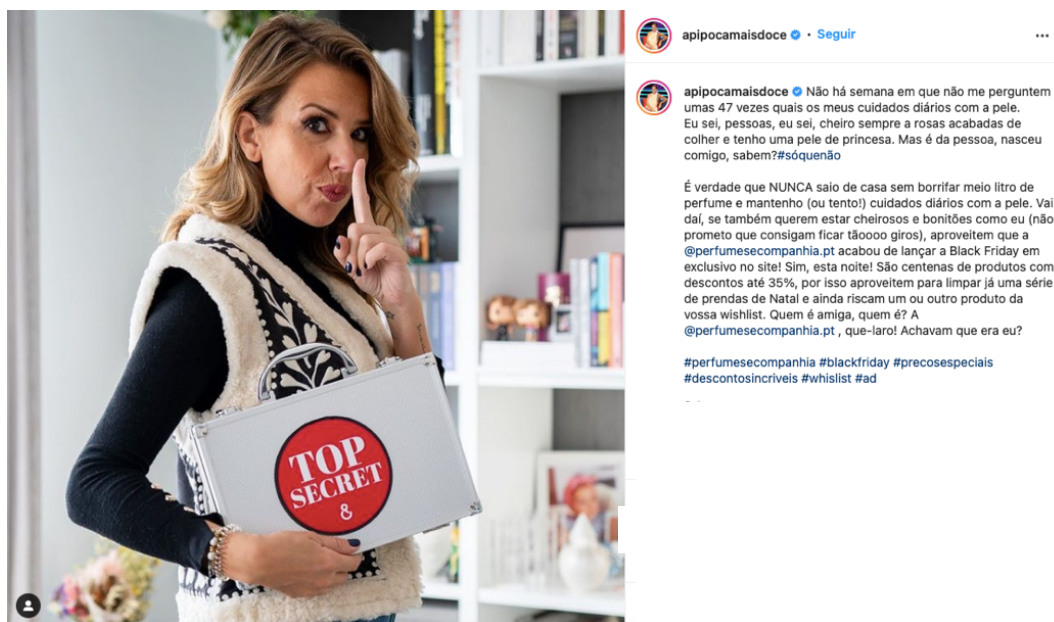 apipocamaisdoce • Seguir
apipocamaisdoce Não há semana em que não me perguntem
umas 47 vezes quais os meus cuidados diários com a pele.
Eu sei, pessoas, eu sei, cheiro sempre a rosas acabadas de
colher e tenho uma pele de princesa. Mas é da pessoa, nasceu
comigo, sabem?#sóquenão
É verdade que NUNCA saio de casa sem borrifar meio litro de
perfume e mantenho (ou tento!) cuidados diários com a pele. Vai
daí, se também querem estar cheirosos e bonitões como eu (não
prometo que consigam ficar tãoooo giros), aproveitem que a
@perfumesecompanhia.pt acabou de lançar a Black Friday em
exclusivo no site! Sim, esta noite! São centenas de produtos com
descontos até 35%, por isso aproveitem para limpar já uma série
de prendas de Natal e ainda riscam um ou outro produto da
vossa wishlist. Quem é amiga, quem é? A
@perfumesecompanhia.pt , que-laro! Achavam que era eu?
#perfumesecompanhia #blackfriday #precosespeciais
#descontosincriveis #whislist #ad
TOP
SECRET
&